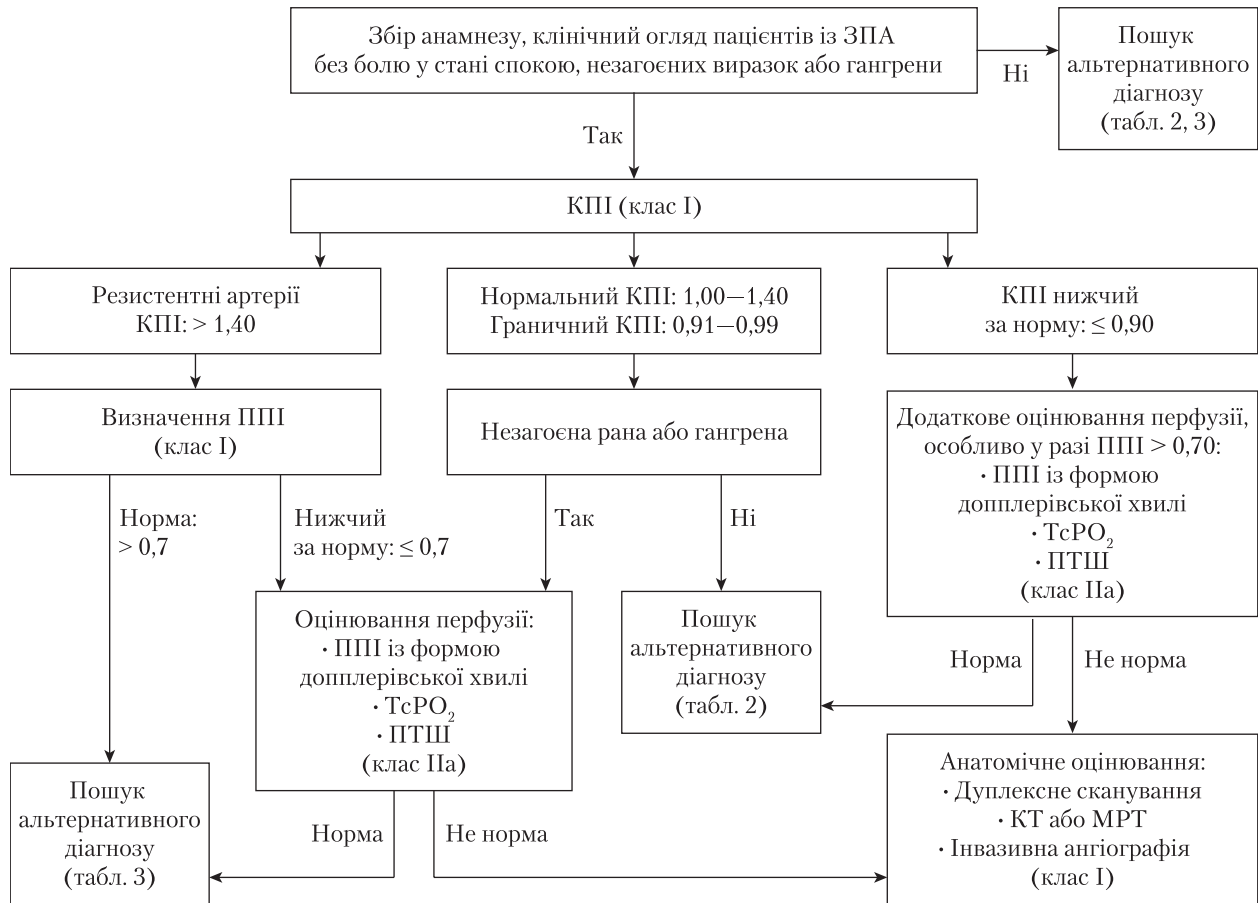 Збір анамнезу, клінічний огляд пацієнтів із ЗПА
без болю у стані спокою, незагоєних виразок або гангрени
Ні
Пошук
альтернативного
діагнозу
(табл. 2, 3)
Так
КПІ (клас I)
Резистентні артерії
КПІ: > 1,40
Нормальний КПІ: 1,00—1,40
Граничний КПІ: 0,91—0,99
КПІ нижчий
за норму: ≤ 0,90
Визначення ППІ
(клас I)
Незагоєна рана або гангрена
Додаткове оцінювання перфузії,
особливо у разі ППІ > 0,70:
· ППІ із формою
допплерівської хвилі
· TcPO₂
· ПТШ
(клас IIa)
Норма:
> 0,7
Нижчий
за норму: ≤ 0,7
Так
Ні
Оцінювання перфузії:
· ППІ із формою
допплерівської хвилі
· TcPO₂
· ПТШ
(клас IIa)
Пошук
альтернативного
діагнозу
(табл. 2)
Норма
Не норма
Пошук
альтернативного
діагнозу
(табл. 3)
Норма
Не норма
Анатомічне оцінювання:
· Дуплексне сканування
· КТ або МРТ
· Інвазивна ангіографія
(клас I)